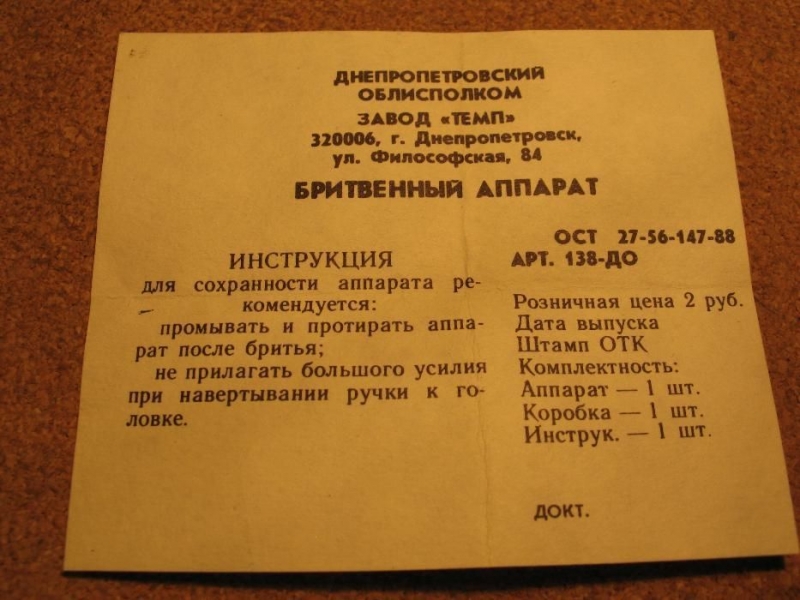 ДНЕПРОПЕТРОВСКИЙ
ОБЛИСПОЛКОМ
ЗАВОД «ТЕМП»
320006, г. Днепропетровск,
ул. Философская, 84
БРИТВЕННЫЙ АППАРАТ
ИНСТРУКЦИЯ
для сохранности аппарата ре-
комендуется:
промывать и протирать аппа-
рат после бритья;
не прилагать большого усилия
при навертывании ручки к го-
ловке.
ОСТ 27-56-147-88
АРТ. 138-ДО
Розничная цена 2 руб.
Дата выпуска
Штамп ОТК
Комплектность:
Аппарат — 1 шт.
Коробка — 1 шт.
Инструк. — 1 шт.
ДОКТ.